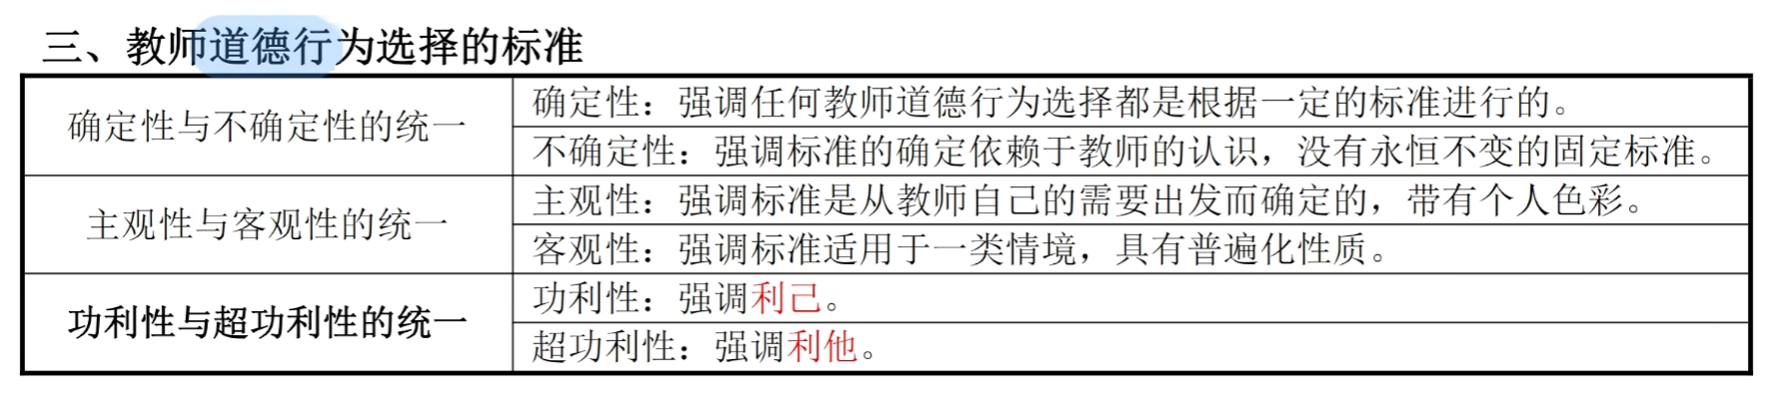 三、教师道德行为选择的标准
确定性与不确定性的统一
确定性：强调任何教师道德行为选择都是根据一定的标准进行的。
不确定性：强调标准的确定依赖于教师的认识，没有永恒不变的固定标准。
主观性与客观性的统一
主观性：强调标准是从教师自己的需要出发而确定的，带有个人色彩。
客观性：强调标准适用于一类情境，具有普遍化性质。
功利性与超功利性的统一
功利性：强调利己。
超功利性：强调利他。